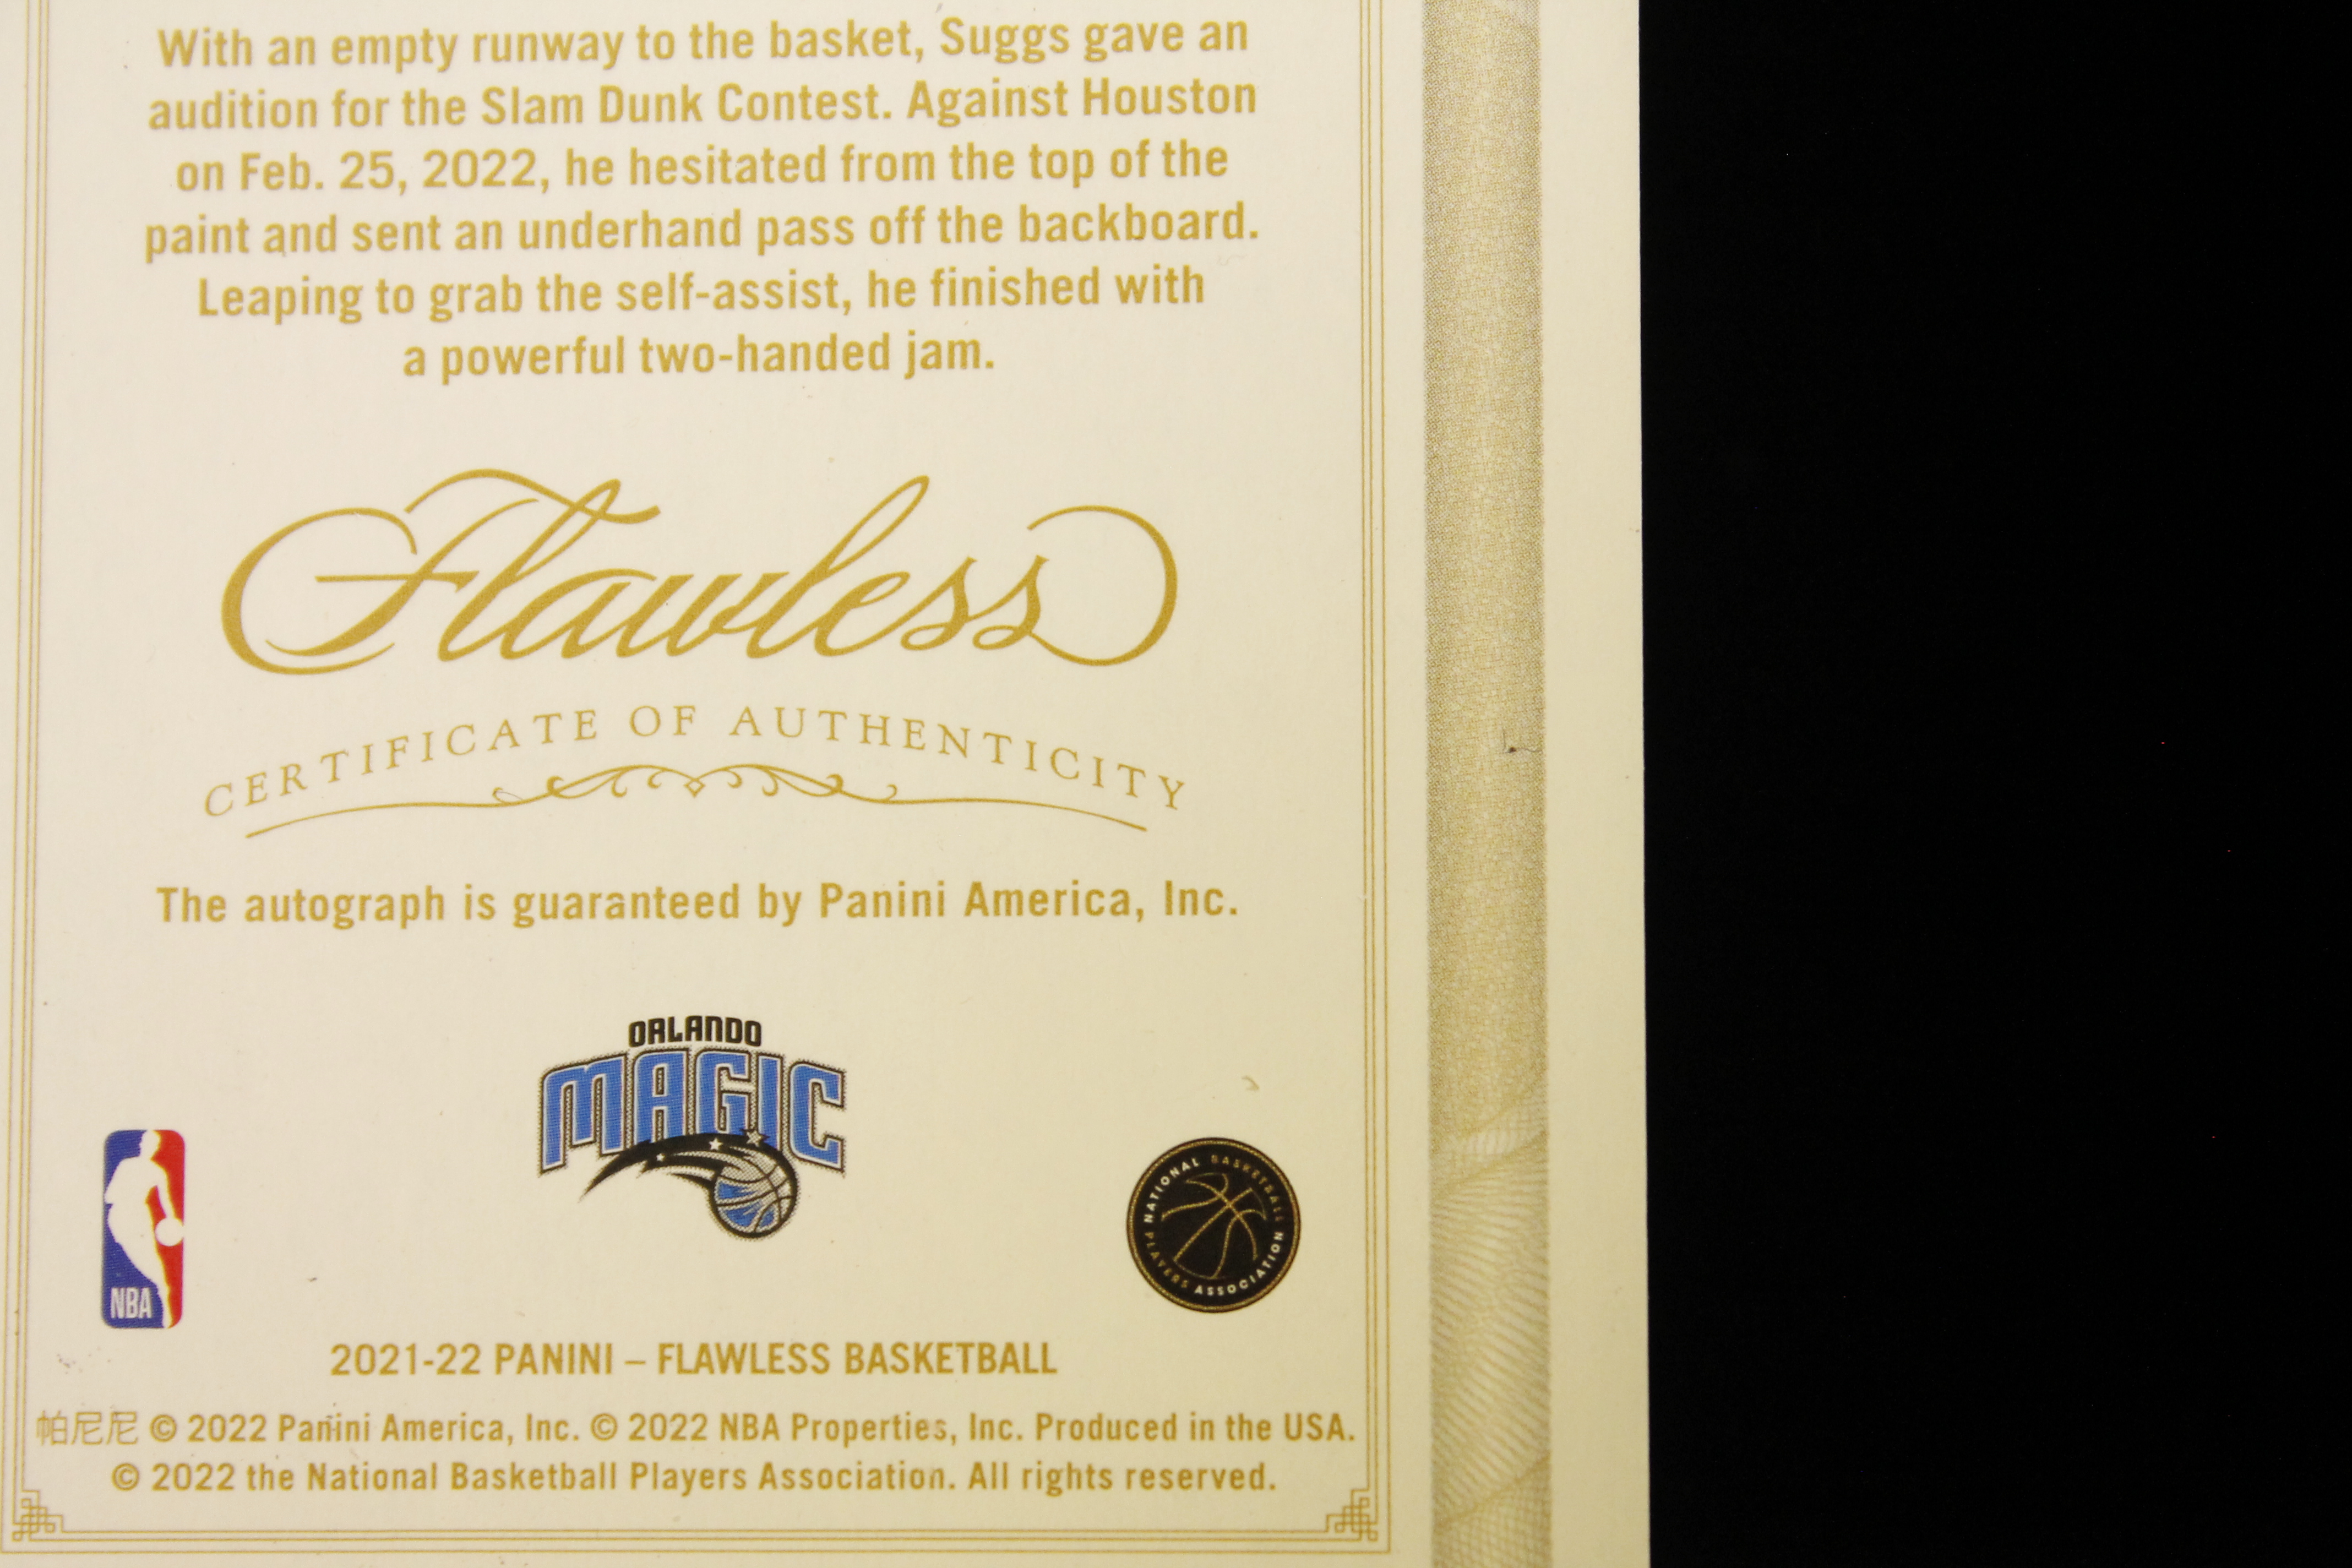 With an empty runway to the basket, Suggs gave an
audition for the Slam Dunk Contest. Against Houston
on Feb. 25, 2022, he hesitated from the top of the
paint and sent an underhand pass off the backboard.
Leaping to grab the self-assist, he finished with
a powerful two-handed jam.
Flawless
CERTIFICATE OF AUTHENTICITY
The autograph is guaranteed by Panini America, Inc.
ORLANDO
MAGIC
NBA
NATIONAL BASKETBALL PLAYERS ASSOCIATION
2021-22 PANINI – FLAWLESS BASKETBALL
帕尼尼 © 2022 Panini America, Inc. © 2022 NBA Properties, Inc. Produced in the USA.
© 2022 the National Basketball Players Association. All rights reserved.